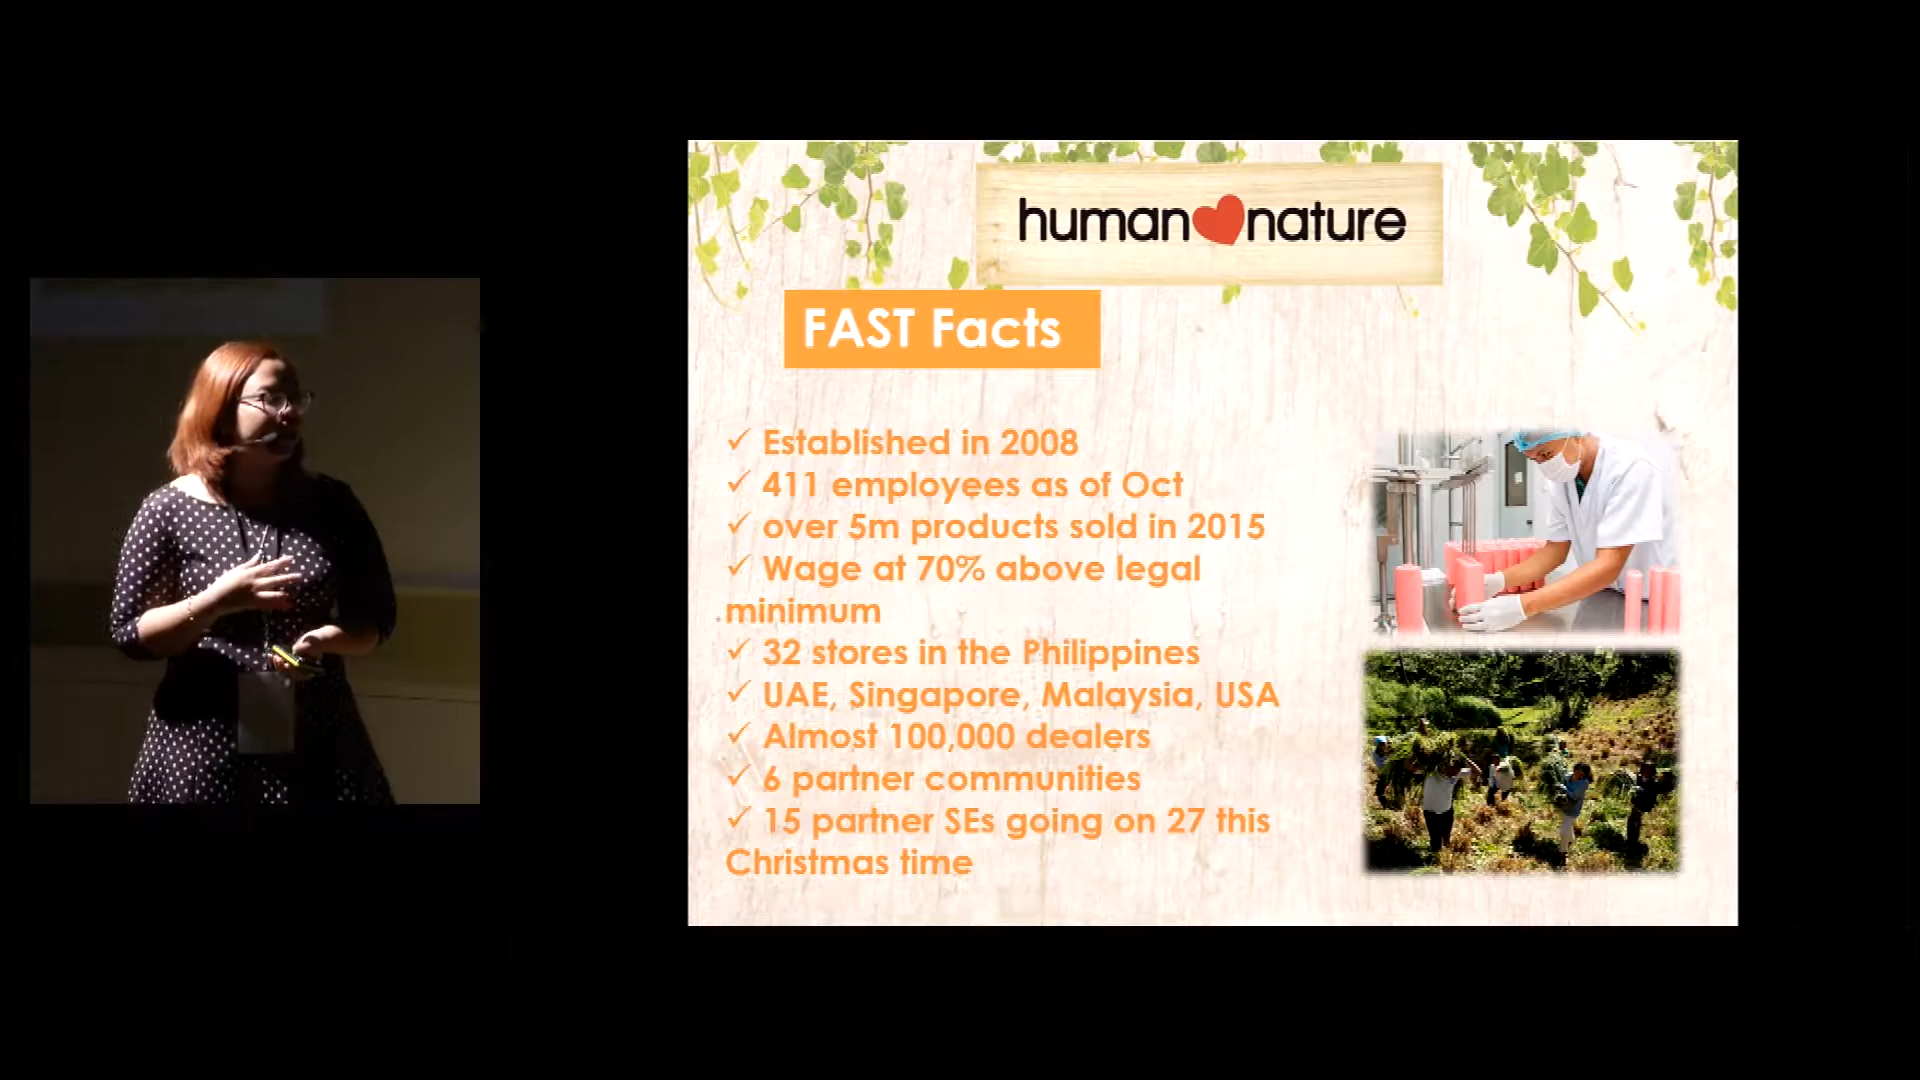 human nature
FAST Facts
✓ Established in 2008
✓ 411 employees as of Oct
✓ over 5m products sold in 2015
✓ Wage at 70% above legal
minimum
✓ 32 stores in the Philippines
✓ UAE, Singapore, Malaysia, USA
✓ Almost 100,000 dealers
✓ 6 partner communities
✓ 15 partner SEs going on 27 this
Christmas time